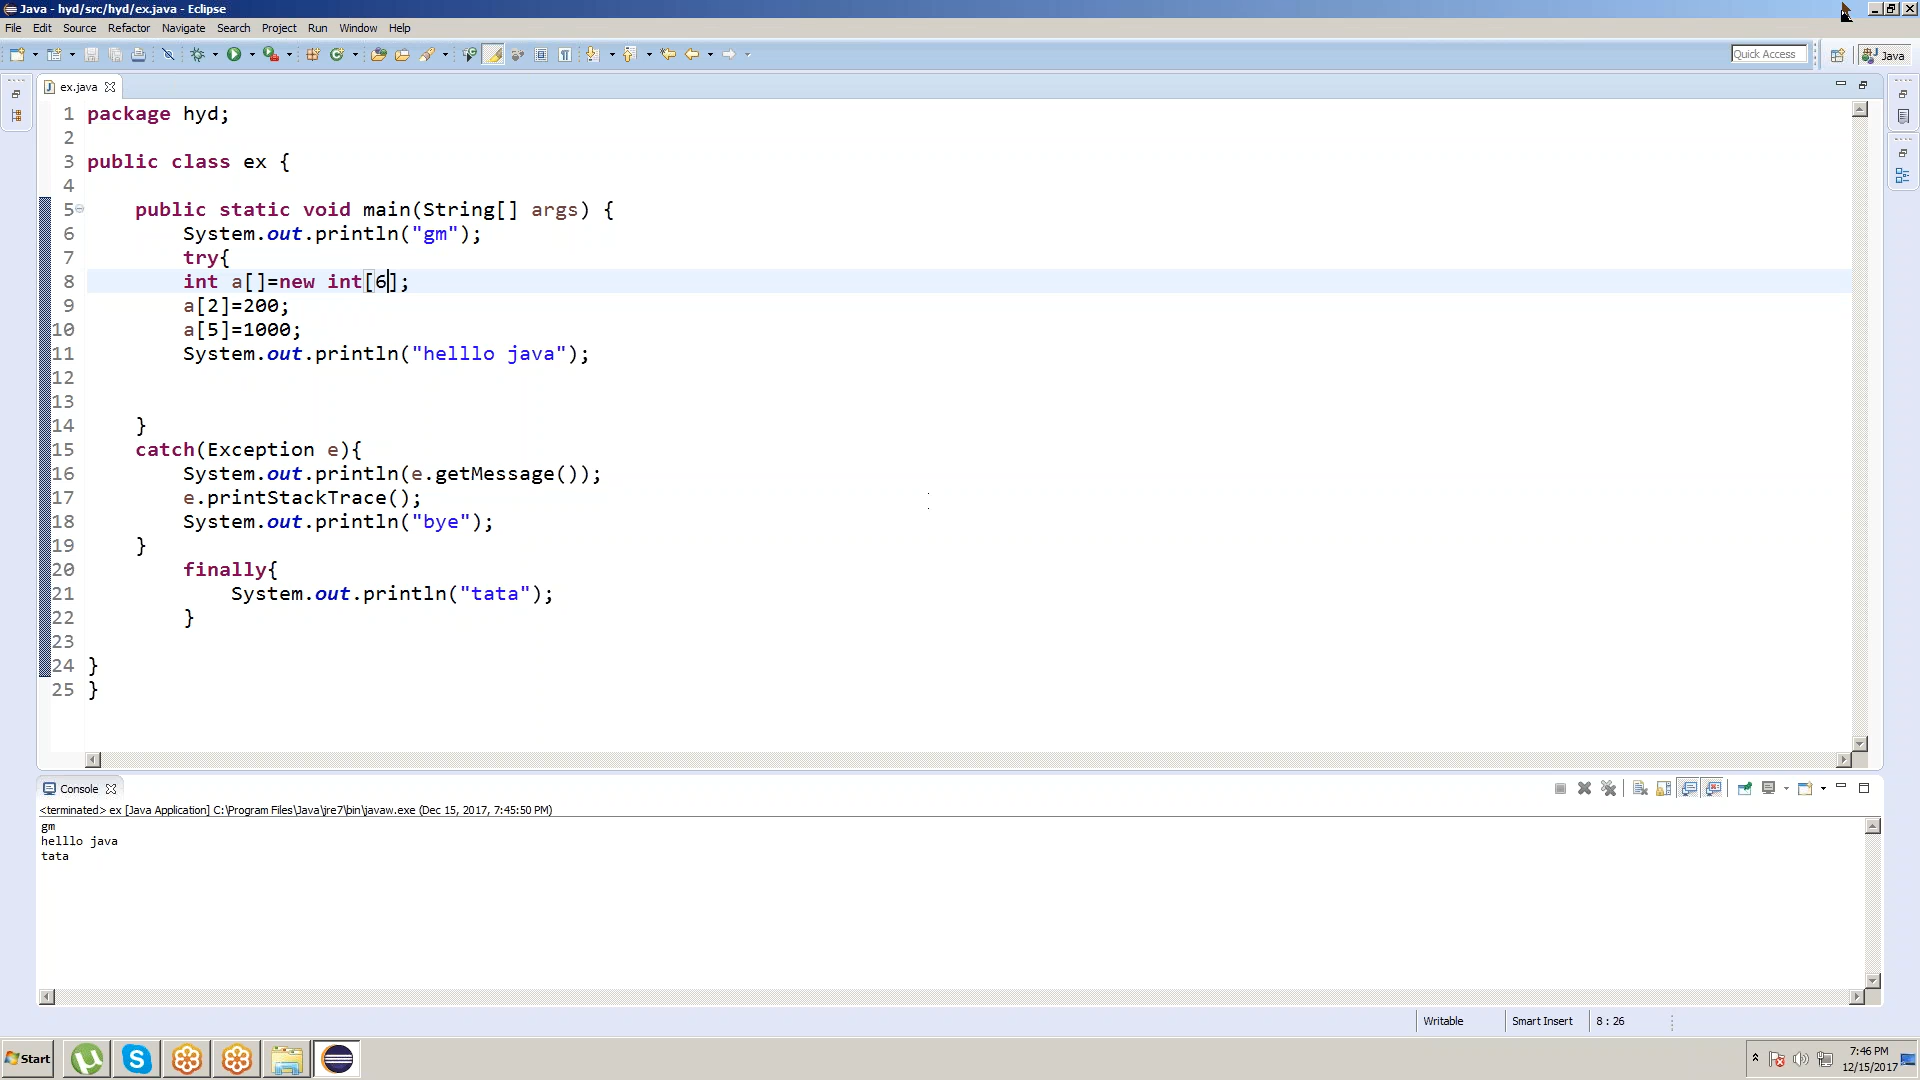 Java - hyd/src/hyd/ex.java - Eclipse
File Edit Source Refactor Navigate Search Project Run Window Help
Quick Access Java
ex.java
1 package hyd;
2
3 public class ex {
4
5 public static void main(String[] args) {
6 System.out.println("gm");
7 try{
8 int a[]=new int[6];
9 a[2]=200;
10 a[5]=1000;
11 System.out.println("helllo java");
12
13
14 }
15 catch(Exception e){
16 System.out.println(e.getMessage());
17 e.printStackTrace();
18 System.out.println("bye");
19 }
20 finally{
21 System.out.println("tata");
22 }
23
24 }
25 }
Console
<terminated> ex [Java Application] C:\Program Files\Java\jre7\bin\javaw.exe (Dec 15, 2017, 7:45:50 PM)
gm
helllo java
tata
Writable Smart Insert 8 : 26
Start 7:46 PM
12/15/2017